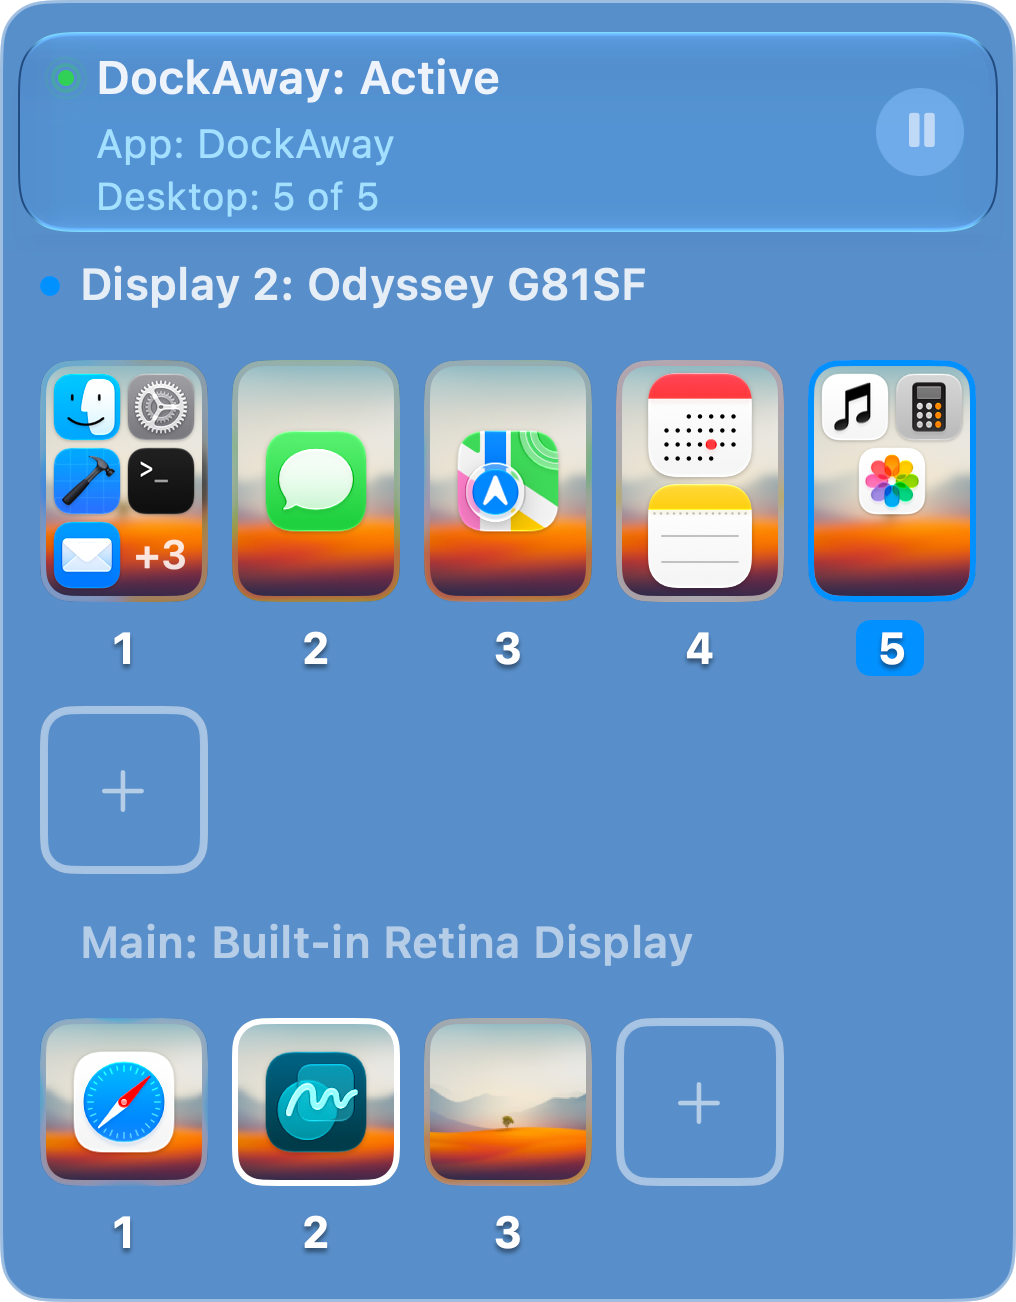 DockAway: Active
App: DockAway
Desktop: 5 of 5
Display 2: Odyssey G81SF
>_
+3
1 2 3 4 5
Main: Built-in Retina Display
1 2 3